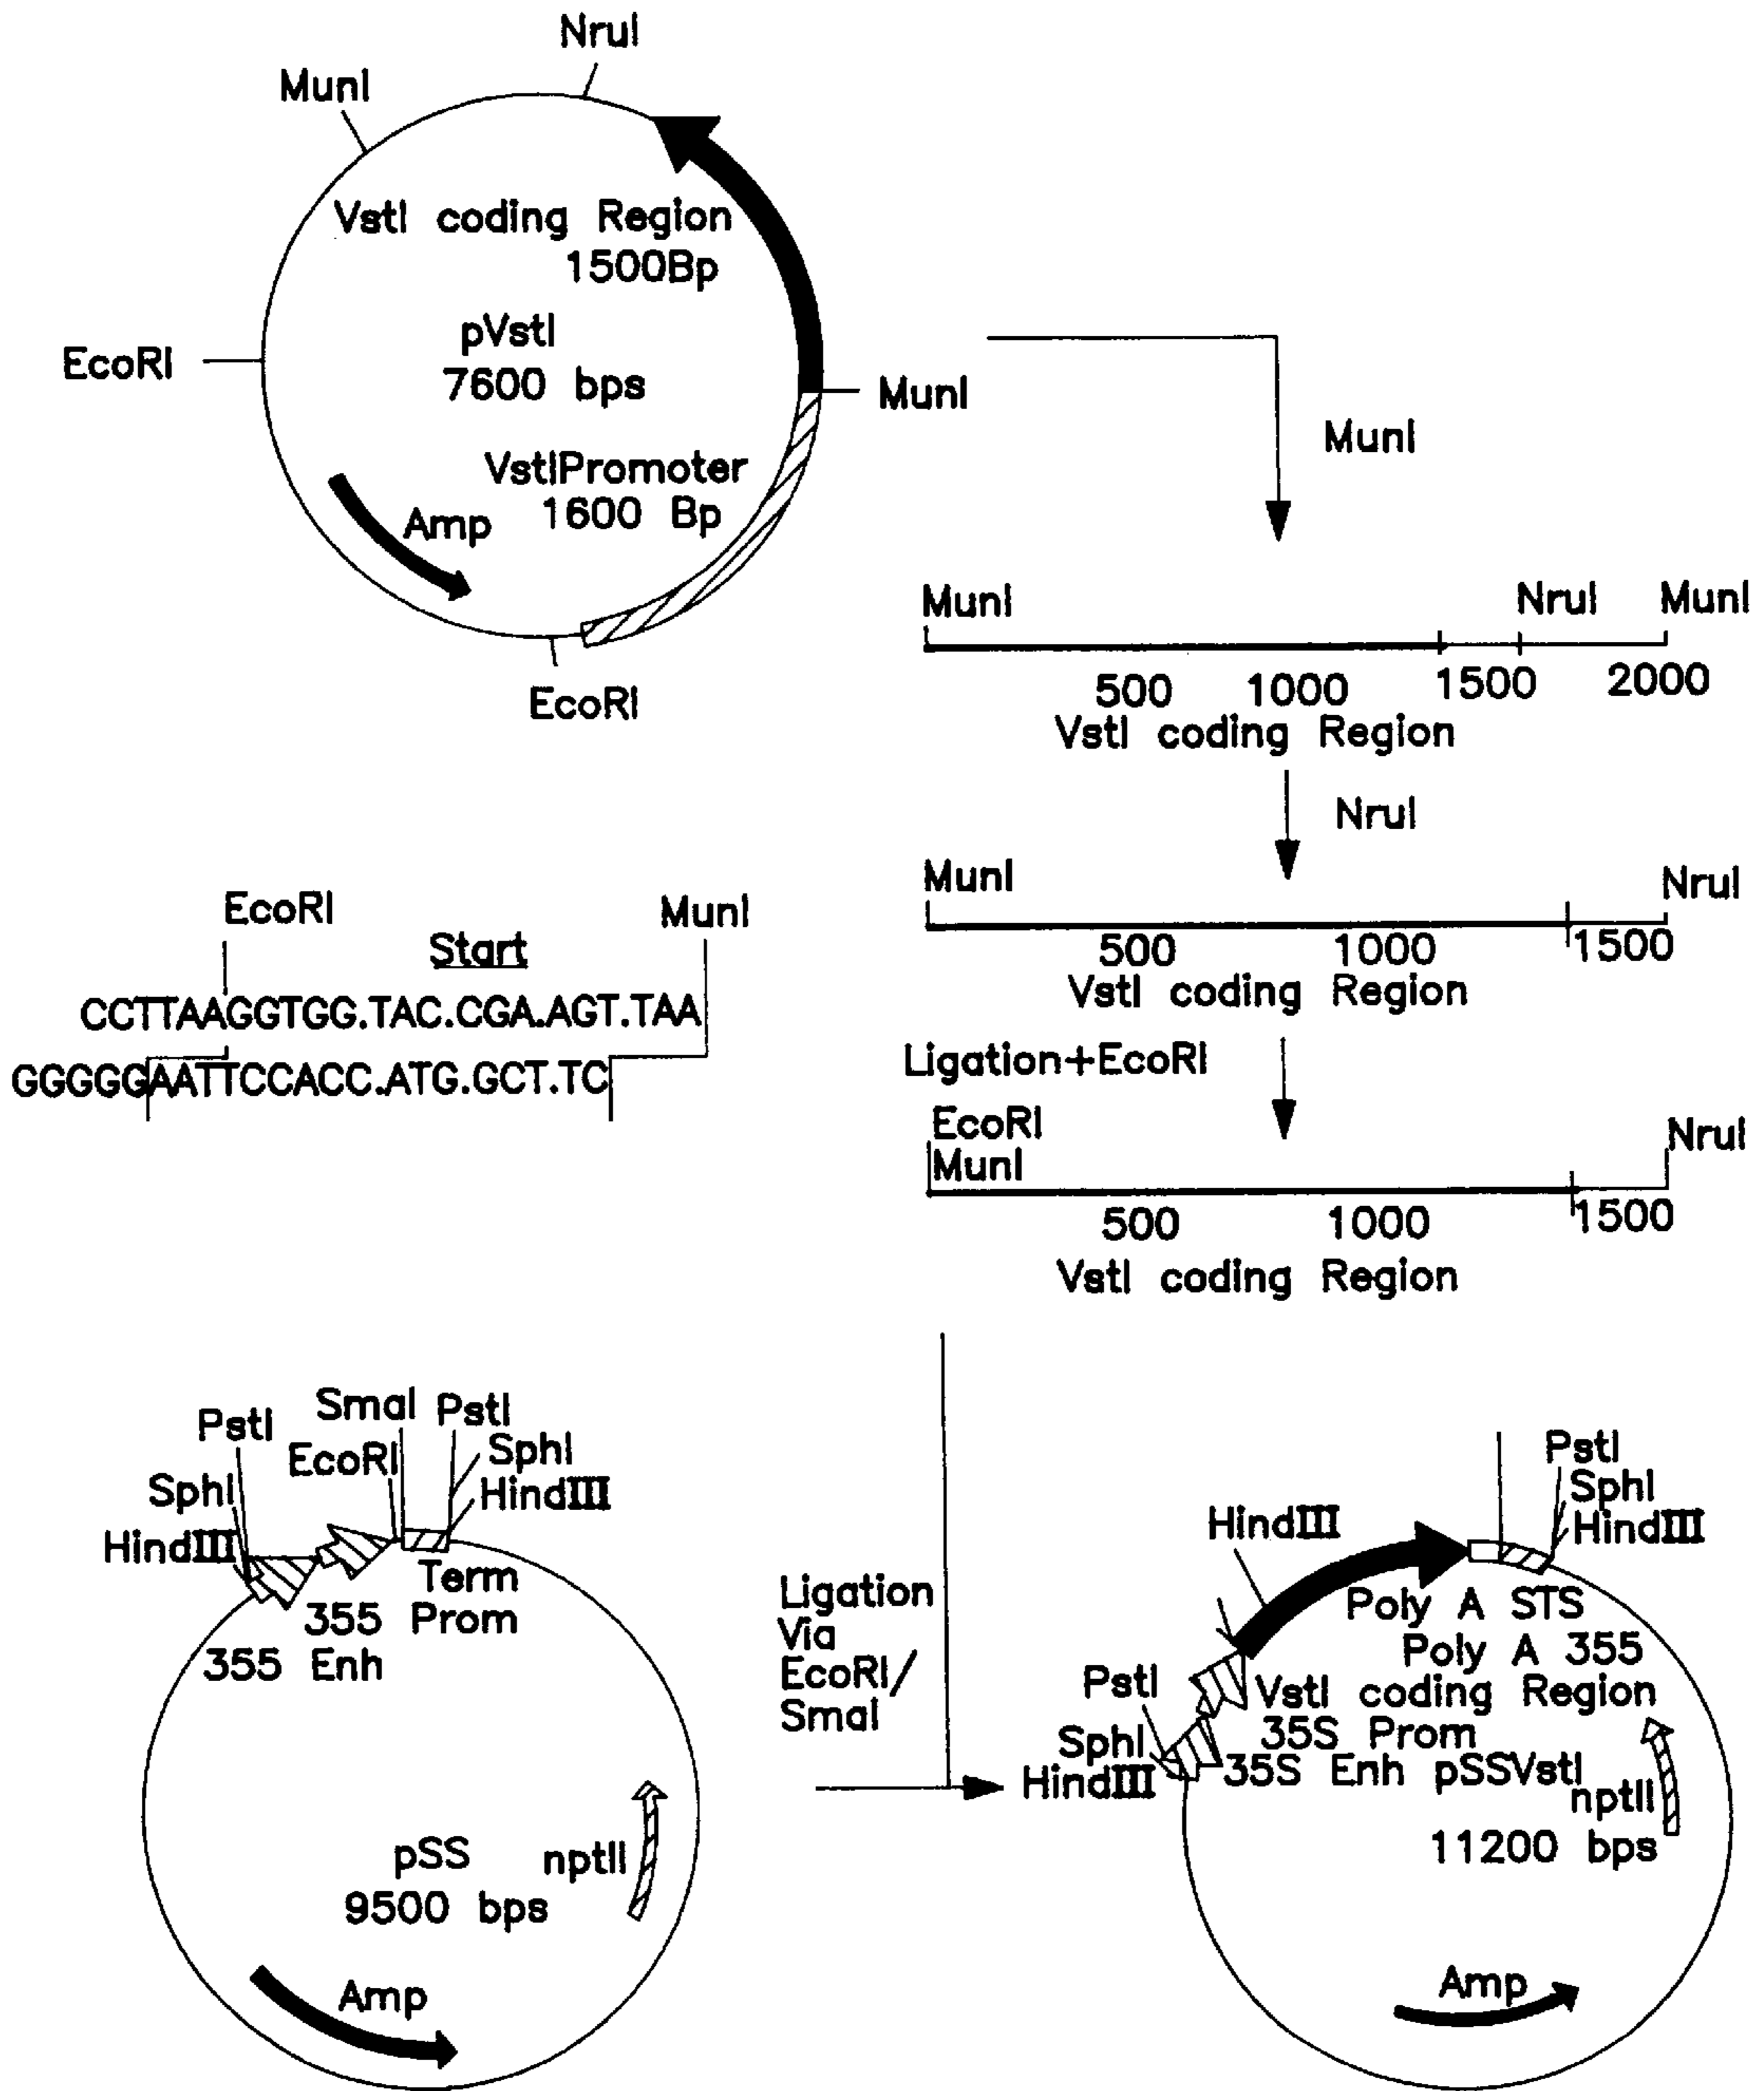 NruI
MunI
VstI coding Region
1500Bp
pVstI
7600 bps
EcoRI
MunI
VstIPromoter
1600 Bp
Amp
EcoRI
MunI
MunI NruI MunI
500 1000 1500 2000
VstI coding Region
NruI
MunI NruI
500 1000 1500
VstI coding Region
Ligation+EcoRI
EcoRI
MunI
NruI
500 1000 1500
VstI coding Region
EcoRI MunI
Start
CCTTAAGGTGG.TAC.CGA.AGT.TAA
GGGGGAATTCCACC.ATG.GCT.TC
SmaI PstI
PstI
EcoRI SphI
SphI HindIII
HindIII
Term
355 Prom
355 Enh
pSS
9500 bps
nptII
Amp
Ligation
Via
EcoRI/
SmaI
PstI
SphI
HindIII
HindIII
Poly A STS
Poly A 355
PstI
VstI coding Region
35S Prom
SphI
35S Enh pSSVstI
HindIII
nptII
11200 bps
Amp